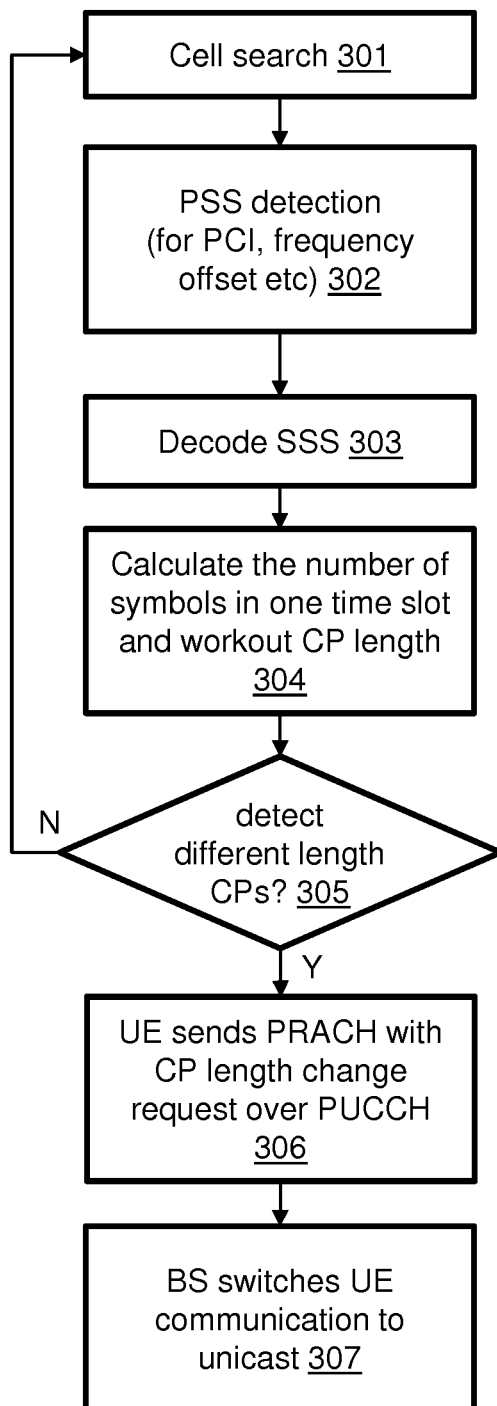 Cell search 301
PSS detection
(for PCI, frequency
offset etc) 302
Decode SSS 303
Calculate the number of
symbols in one time slot
and workout CP length
304
N
detect
different length
CPs? 305
Y
UE sends PRACH with
CP length change
request over PUCCH
306
BS switches UE
communication to
unicast 307